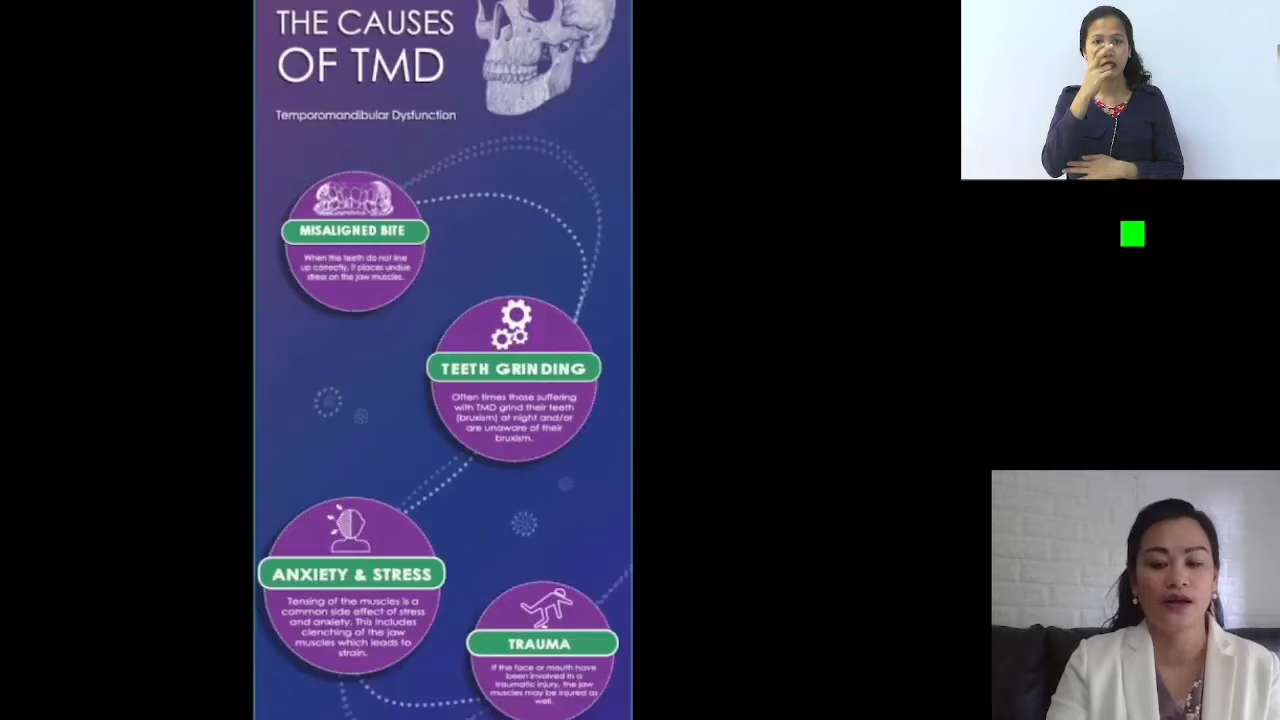 THE CAUSES
OF TMD
Temporomandibular Dysfunction
MISALIGNED BITE
When the teeth do not line
up correctly, it places undue
stress on the jaw muscles.
TEETH GRINDING
Often times those suffering
with TMD grind their teeth
(bruxism) at night and/or
are unaware of their
bruxism.
ANXIETY & STRESS
Tensing of the muscles is a
common side effect of stress
and anxiety. This includes
clenching of the jaw
muscles which leads to
strain.
TRAUMA
If the face or mouth have
been involved in a
traumatic injury, the jaw
muscles may be injured as
well.